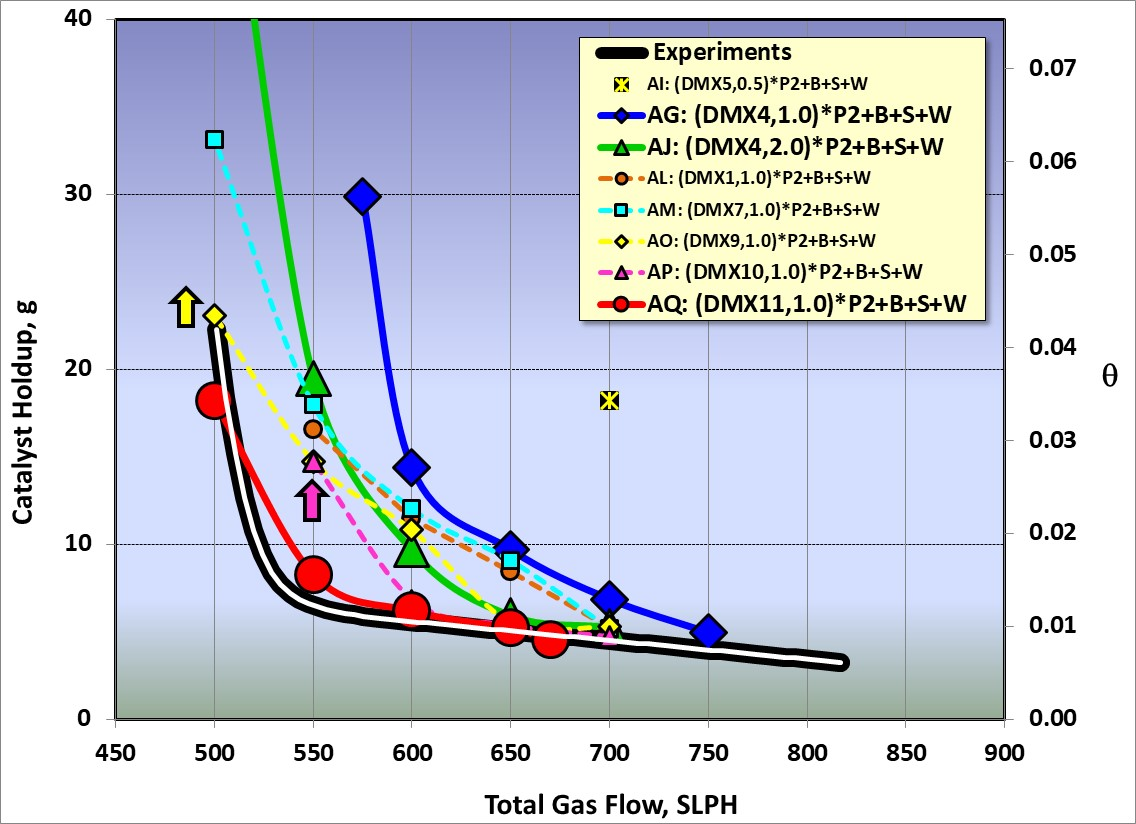 40
30
20
10
0
Catalyst Holdup, g
Experiments
AI: (DMX5,0.5)*P2+B+S+W
AG: (DMX4,1.0)*P2+B+S+W
AJ: (DMX4,2.0)*P2+B+S+W
AL: (DMX1,1.0)*P2+B+S+W
AM: (DMX7,1.0)*P2+B+S+W
AO: (DMX9,1.0)*P2+B+S+W
AP: (DMX10,1.0)*P2+B+S+W
AQ: (DMX11,1.0)*P2+B+S+W
0.07
0.06
0.05
0.04
0.03
0.02
0.01
0.00
θ
450 500 550 600 650 700 750 800 850 900
Total Gas Flow, SLPH